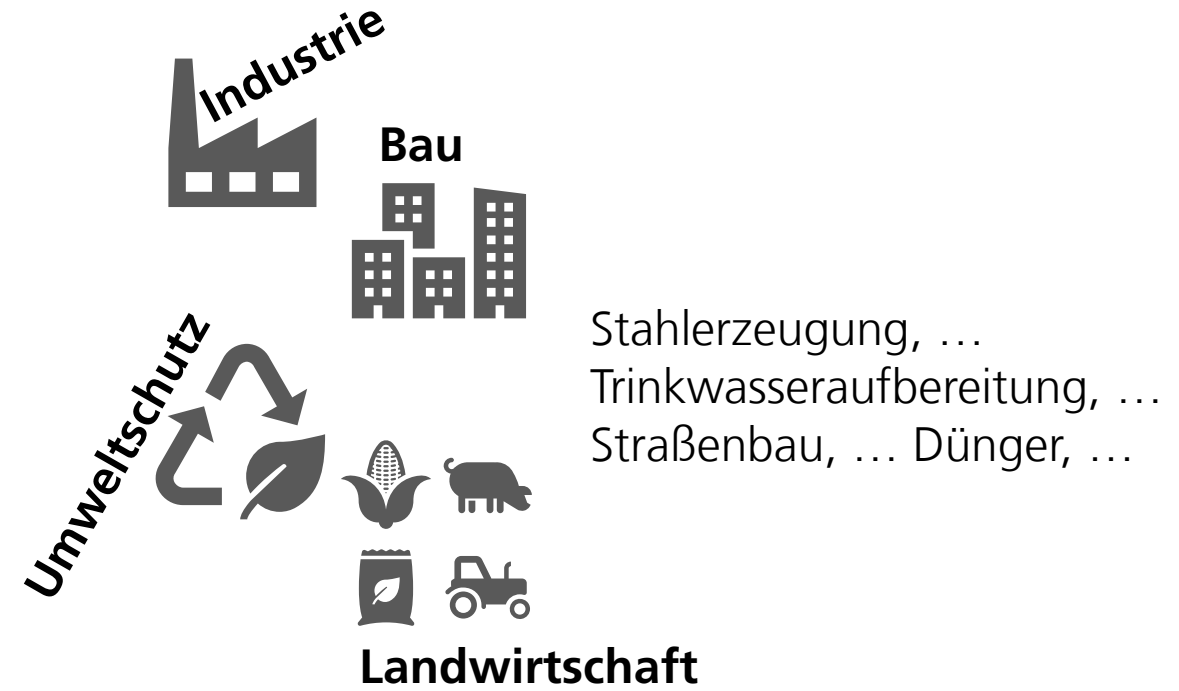 Industrie
Bau
Umweltschutz
Stahlerzeugung, …
Trinkwasseraufbereitung, …
Straßenbau, … Dünger, …
Landwirtschaft